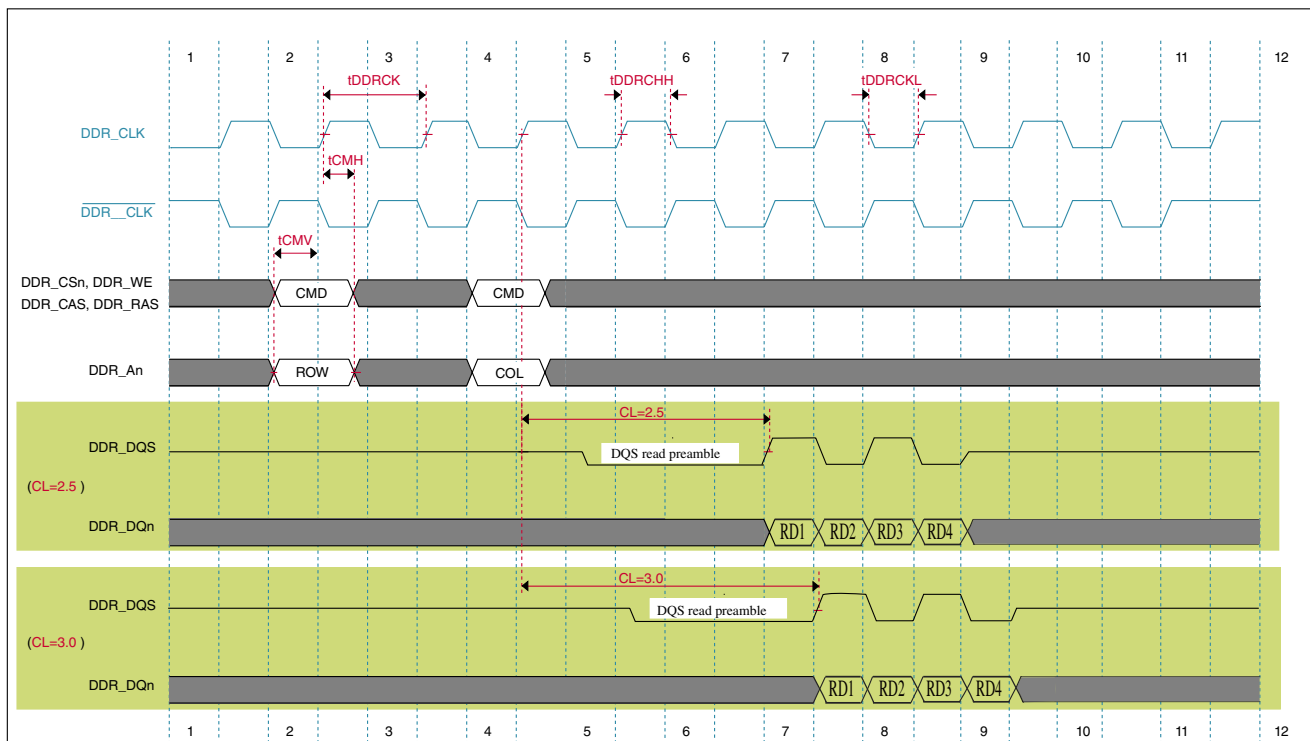 1 2 3 4 5 6 7 8 9 10 11 12
tDDRCK tDDRCHH tDDRCKL
DDR_CLK
tCMH
DDR__CLK
tCMV
DDR_CSn, DDR_WE
DDR_CAS, DDR_RAS
CMD CMD
DDR_An ROW COL
CL=2.5
DDR_DQS DQS read preamble
(CL=2.5 )
DDR_DQn RD1 RD2 RD3 RD4
CL=3.0
DDR_DQS DQS read preamble
(CL=3.0 )
DDR_DQn RD1 RD2 RD3 RD4
1 2 3 4 5 6 7 8 9 10 11 12